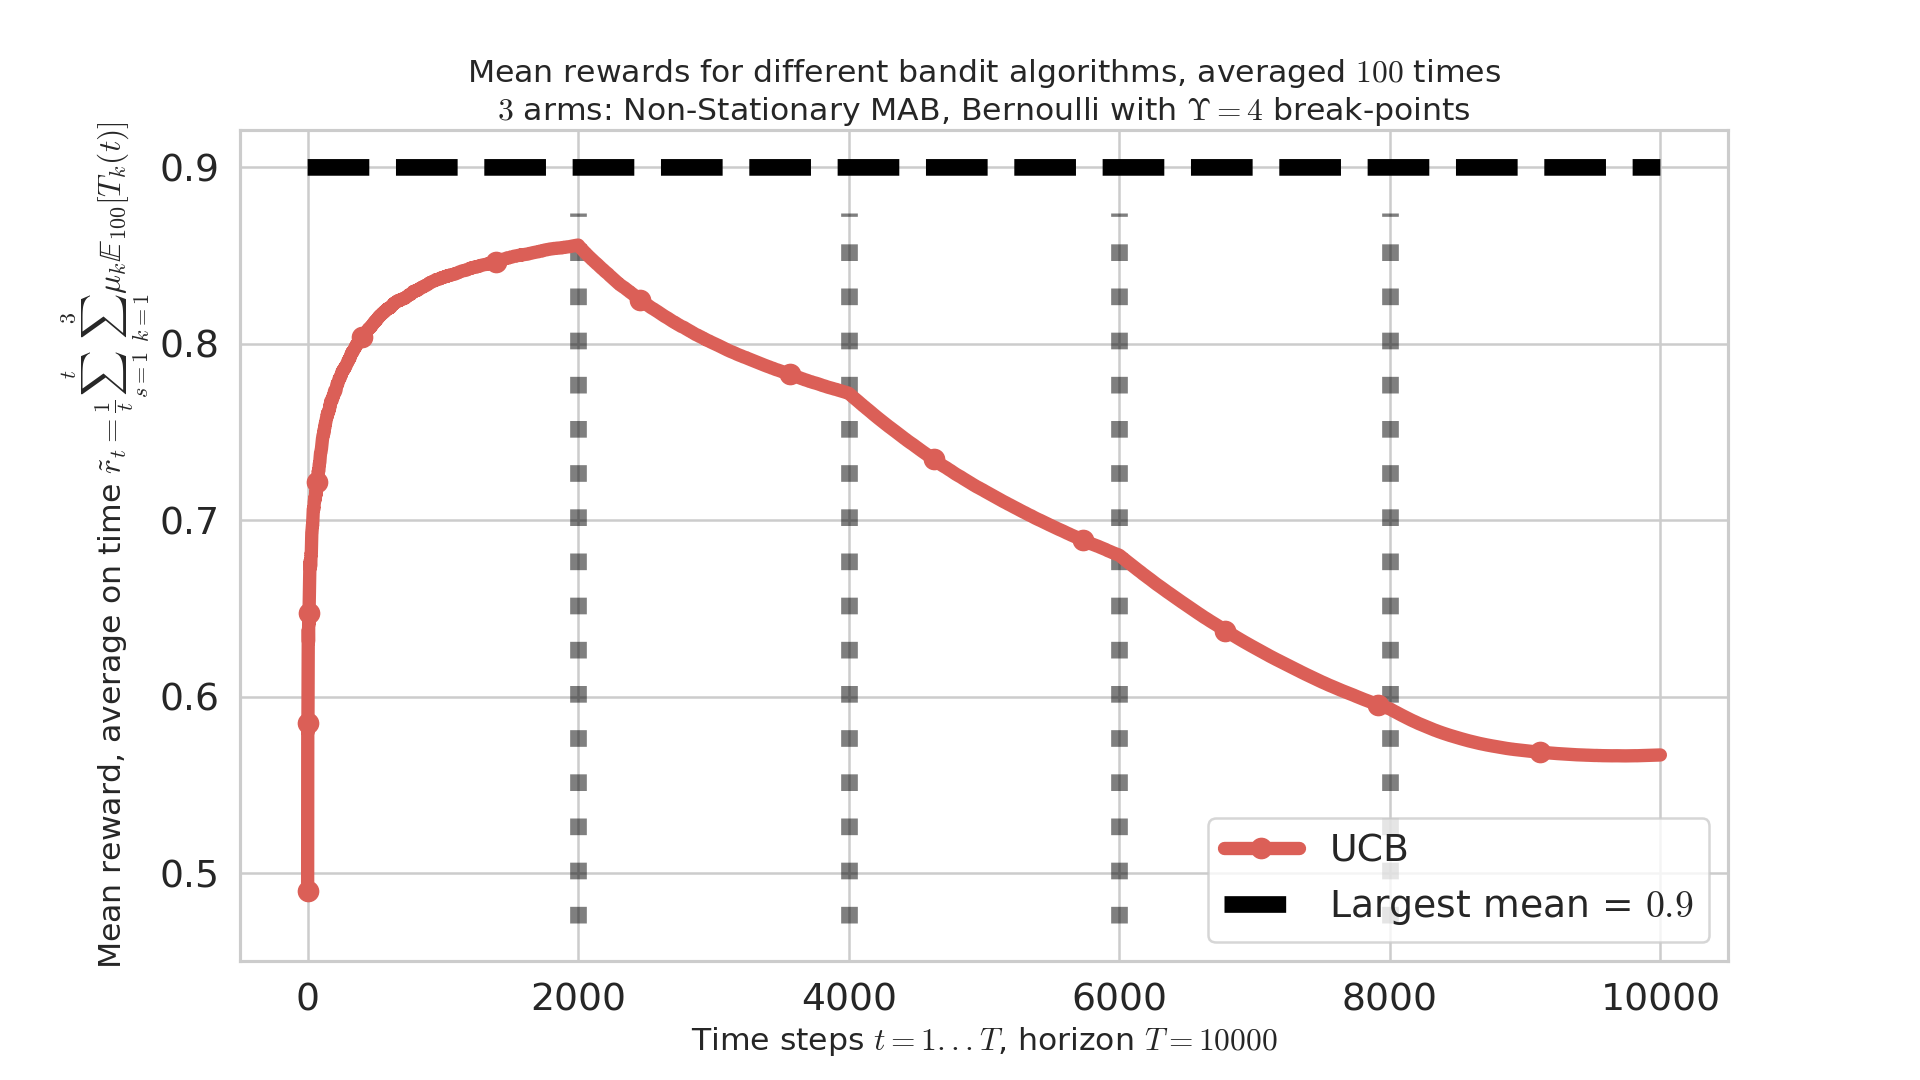 Mean rewards for different bandit algorithms, averaged 100 times
3 arms: Non-Stationary MAB, Bernoulli with Υ = 4 break-points
Mean reward, average on time r̃_t = 1/t ∑_{s=1}^{t} ∑_{k=1}^{3} μ_k 𝔼_100[T_k(t)]
0.9
0.8
0.7
0.6
0.5
UCB
Largest mean = 0.9
0 2000 4000 6000 8000 10000
Time steps t = 1...T, horizon T = 10000